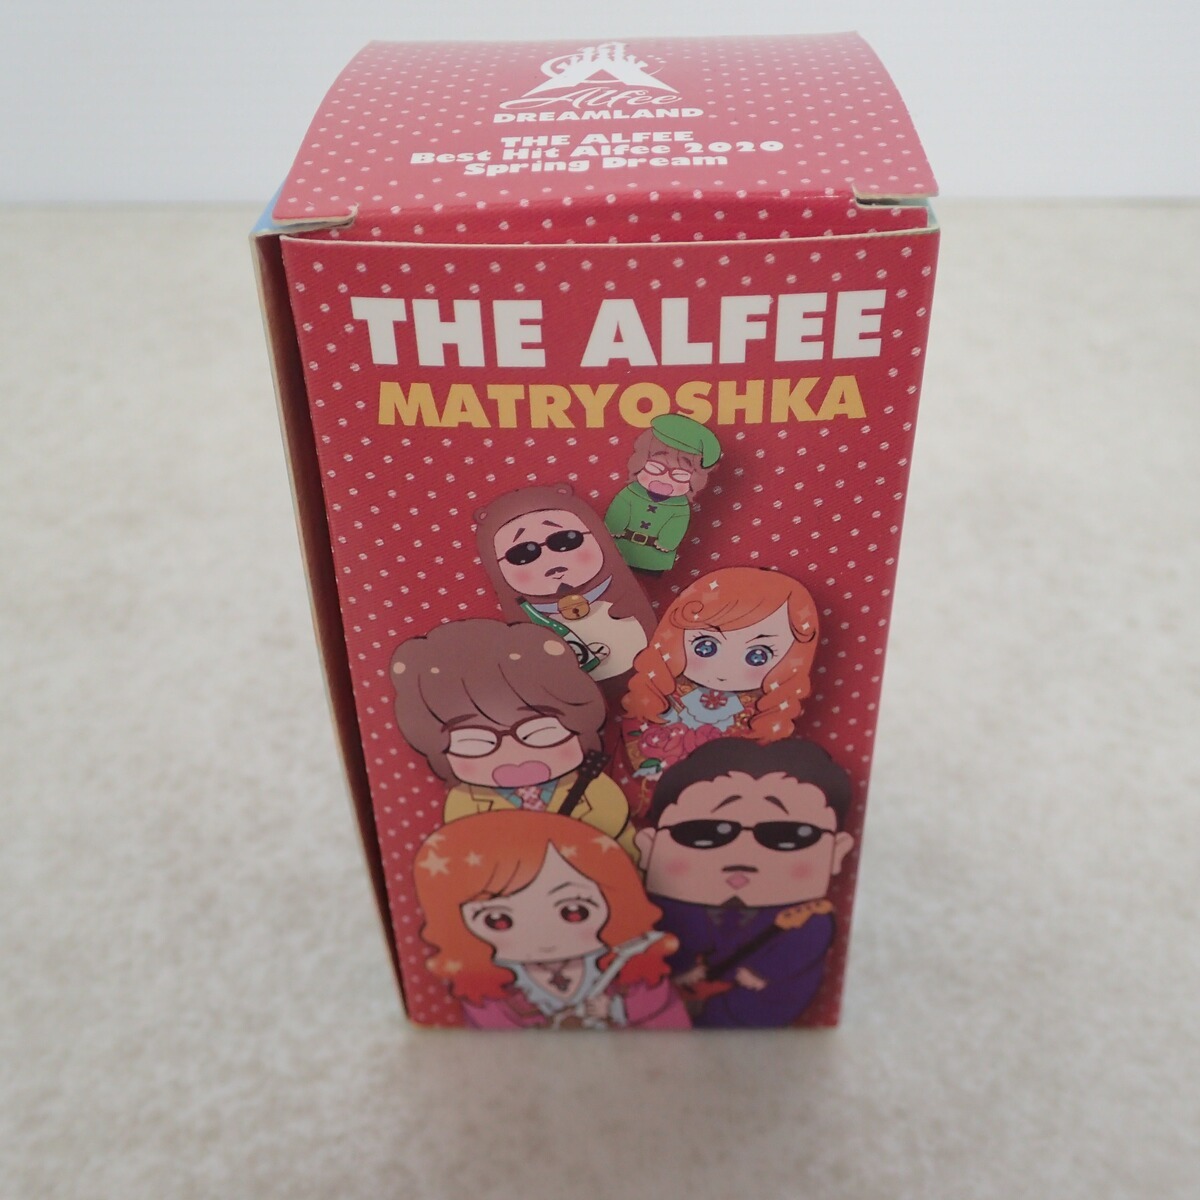 Alfee
DREAMLAND
THE ALFEE
Best Hit Alfee 2020
Spring Dream
THE ALFEE
MATRYOSHKA